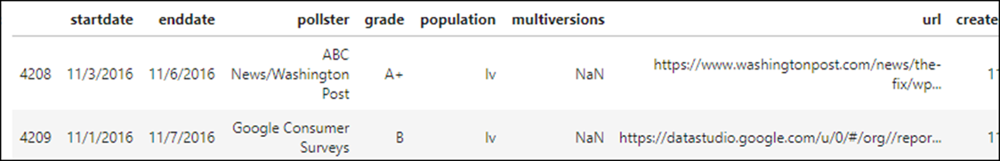 startdate enddate pollster grade population multiversions url create
ABC
4208 11/3/2016 11/6/2016 News/Washington A+ lv NaN https://www.washingtonpost.com/news/the-
Post fix/wp... 11
Google Consumer
4209 11/1/2016 11/7/2016 Surveys B lv NaN https://datastudio.google.com/u/0/#/org//repor... 11